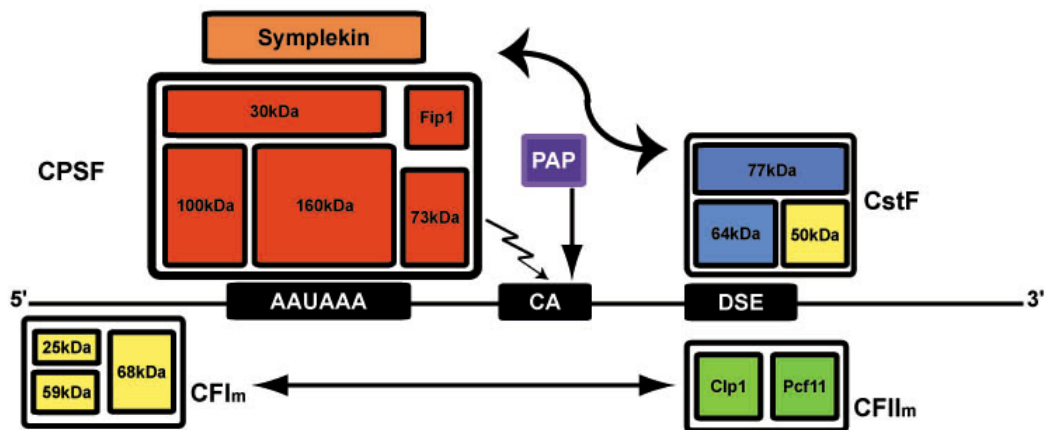 Symplekin
CPSF
30kDa
Fip1
100kDa
160kDa
73kDa
PAP
77kDa
64kDa
50kDa
CstF
5'
AAUAAA
CA
DSE
3'
25kDa
59kDa
68kDa
CFIm
Clp1
Pcf11
CFIIm